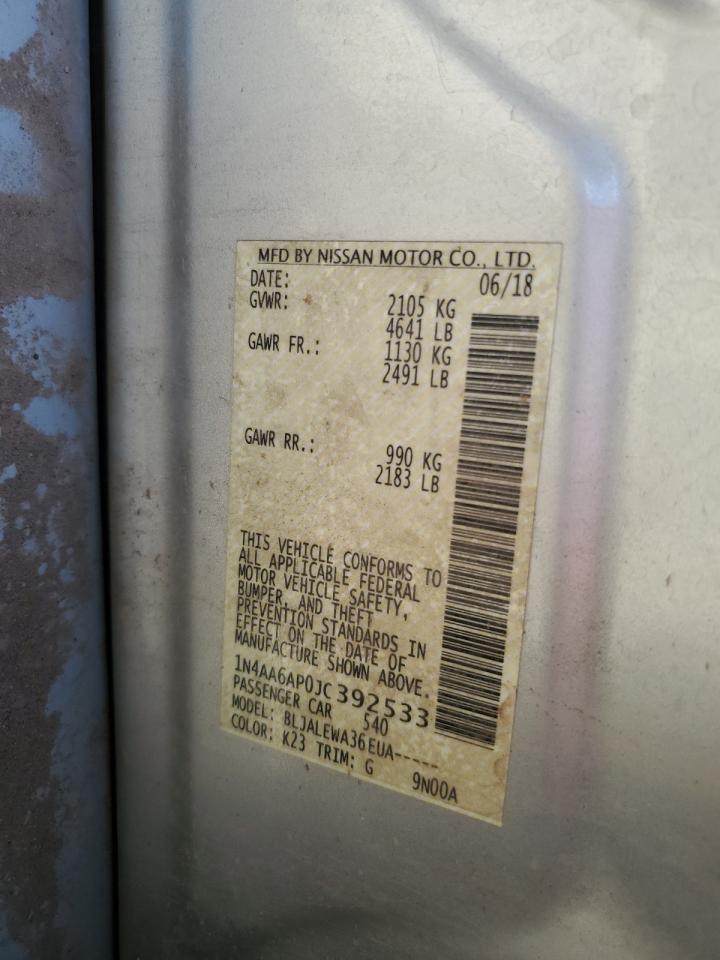 MFD BY NISSAN MOTOR CO., LTD.
DATE: 06/18
GVWR: 2105 KG
4641 LB
GAWR FR.: 1130 KG
2491 LB
GAWR RR.: 990 KG
2183 LB
THIS VEHICLE CONFORMS TO
ALL APPLICABLE FEDERAL
MOTOR VEHICLE SAFETY,
BUMPER, AND THEFT
PREVENTION STANDARDS IN
EFFECT ON THE DATE OF
MANUFACTURE SHOWN ABOVE.
1N4AA6AP0JC392533
PASSENGER CAR 540
MODEL: BLJALEWA36EUA-----
COLOR: K23 TRIM: G 9N00A